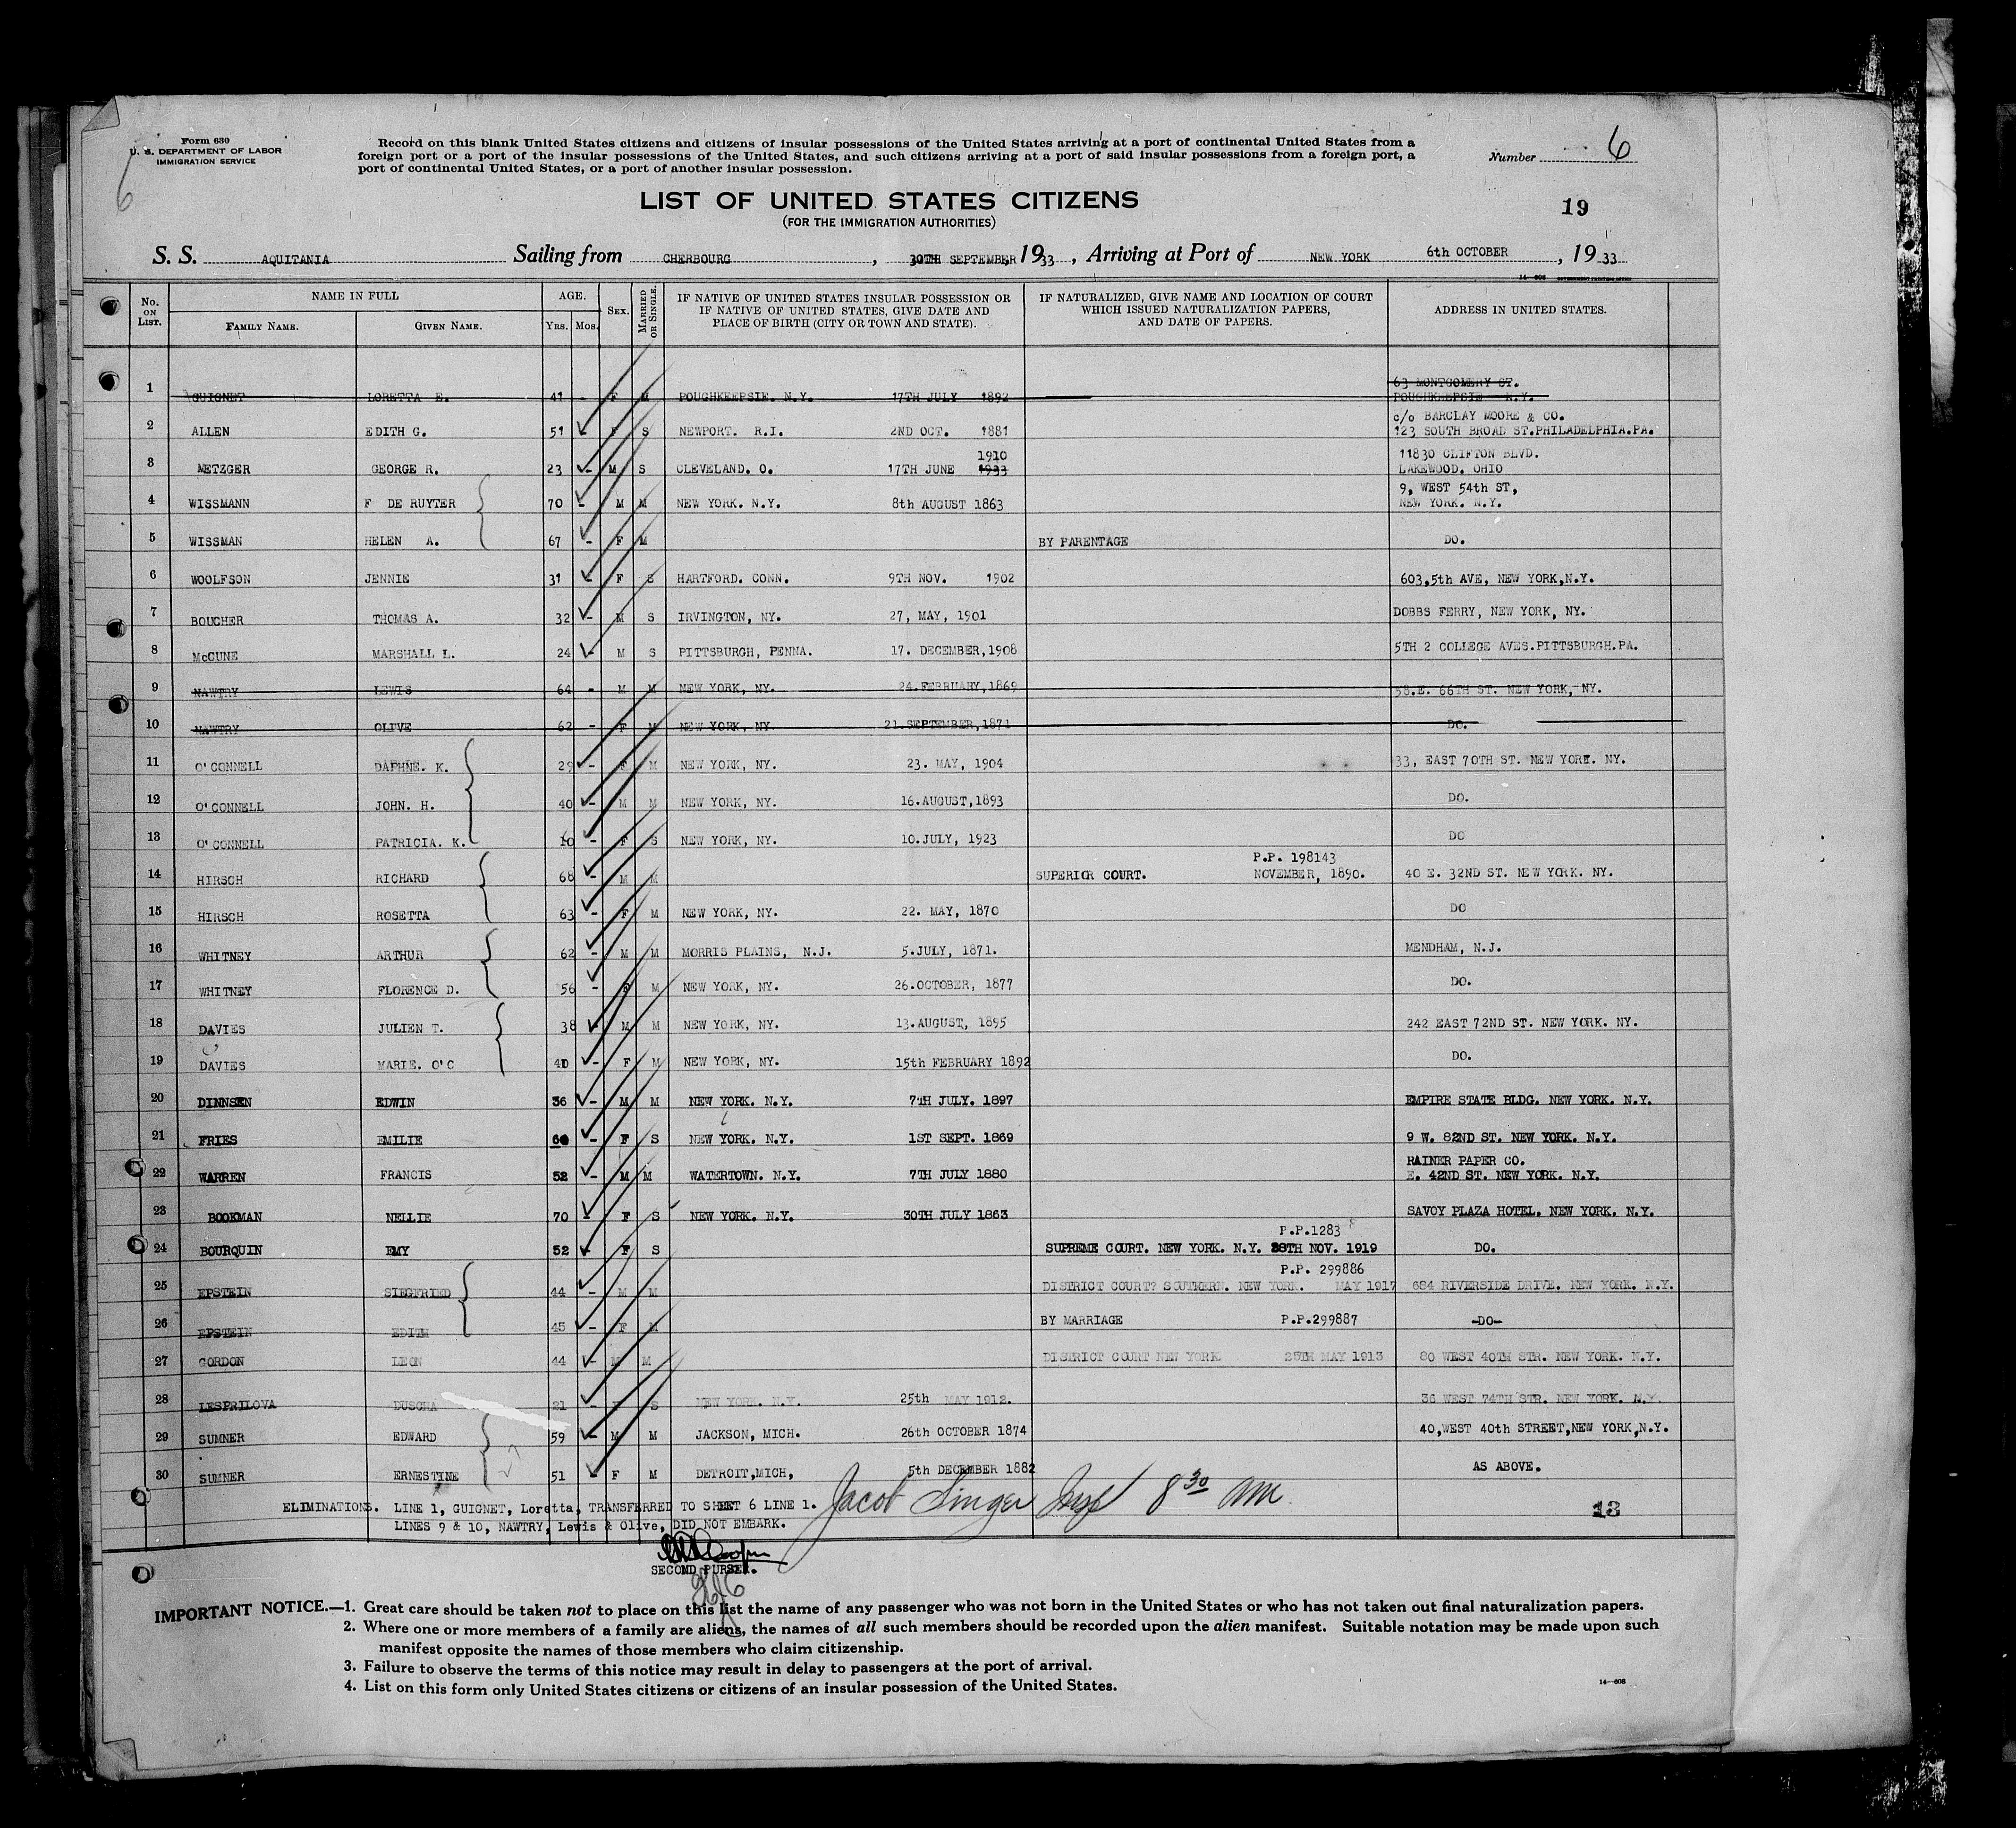 Form 630
U. S. DEPARTMENT OF LABOR
IMMIGRATION SERVICE
6
Record on this blank United States citizens and citizens of insular possessions of the United States arriving at a port of continental United States from a
foreign port or a port of the insular possessions of the United States, and such citizens arriving at a port of said insular possessions from a foreign port, a
port of continental United States, or a port of another insular possession.
Number 6
LIST OF UNITED STATES CITIZENS
(FOR THE IMMIGRATION AUTHORITIES)
19
S. S. AQUITANIA Sailing from CHERBOURG, 30TH SEPTEMBER 1933, Arriving at Port of NEW YORK 6th OCTOBER, 1933
14—608
No. ON LIST. NAME IN FULL FAMILY NAME. GIVEN NAME. AGE. Yrs. Mos. SEX. MARRIED OR SINGLE. IF NATIVE OF UNITED STATES INSULAR POSSESSION OR IF NATIVE OF UNITED STATES, GIVE DATE AND PLACE OF BIRTH (CITY OR TOWN AND STATE). IF NATURALIZED, GIVE NAME AND LOCATION OF COURT WHICH ISSUED NATURALIZATION PAPERS, AND DATE OF PAPERS. ADDRESS IN UNITED STATES.
1 GUIGNET LORETTA E. 41 - F M POUGHKEEPSIE. N.Y. 17TH JULY 1892 63 MONTGOMERY ST. POUGHKEEPSIE N.Y.
2 ALLEN EDITH G. 51 - F S NEWPORT. R.I. 2ND OCT. 1881 c/o BARCLAY MOORE & CO. 123 SOUTH BROAD ST.PHILADELPHIA.PA.
3 METZGER GEORGE R. 23 - M S CLEVELAND. O. 17TH JUNE 1933 1910 11830 CLIFTON BLVD. LAKEWOOD. OHIO
4 WISSMANN F DE RUYTER 70 - M M NEW YORK. N.Y. 8th AUGUST 1863 9, WEST 54th ST, NEW YORK. N.Y.
5 WISSMAN HELEN A. 67 - F M BY PARENTAGE DO.
6 WOOLFSON JENNIE 31 - F S HARTFORD. CONN. 9TH NOV. 1902 603,5th AVE, NEW YORK,N.Y.
7 BOUCHER THOMAS A. 32 - M S IRVINGTON, NY. 27, MAY, 1901 DOBBS FERRY, NEW YORK, NY.
8 McCUNE MARSHALL L. 24 - M S PITTSBURGH, PENNA. 17. DECEMBER,1908 5TH 2 COLLEGE AVES.PITTSBURGH.PA.
9 NAWTRY LEWIS 64 - M M NEW YORK, NY. 24.FEBRUARY,1869 58.E. 66TH ST. NEW YORK, NY.
10 NAWTRY OLIVE 62 - F M NEW YORK, NY 21.SEPTEMBER,1871 DO.
11 O'CONNELL DAPHNE. K. 29 - F M NEW YORK, NY. 23. MAY, 1904 33, EAST 70TH ST. NEW YORK. NY.
12 O'CONNELL JOHN. H. 40 - M M NEW YORK, NY. 16.AUGUST,1893 DO.
13 O'CONNELL PATRICIA. K. 10 - F S NEW YORK, NY. 10.JULY, 1923 DO
14 HIRSCH RICHARD 68 - M M SUPERIOR COURT. P.P. 198143 NOVEMBER, 1890. 40 E. 32ND ST. NEW YORK. NY.
15 HIRSCH ROSETTA 63 - F M NEW YORK, NY. 22. MAY, 1870 DO
16 WHITNEY ARTHUR 62 - M M MORRIS PLAINS, N.J. 5.JULY, 1871. MENDHAM, N.J.
17 WHITNEY FLORENCE D. 56 - F M NEW YORK, NY. 26.OCTOBER, 1877 DO.
18 DAVIES JULIEN T. 38 - M M NEW YORK, NY. 13.AUGUST, 1895 242 EAST 72ND ST. NEW YORK. NY.
19 DAVIES MARIE. O'C 40 - F M NEW YORK, NY. 15th FEBRUARY 1892 DO.
20 DINNSEN EDWIN 36 - M M NEW YORK. N.Y. 7TH JULY. 1897 EMPIRE STATE BLDG. NEW YORK. N.Y.
21 FRIES EMILIE - F S NEW YORK. N.Y. 1ST SEPT. 1869 9 W. 82ND ST. NEW YORK. N.Y.
22 WARREN FRANCIS 52 - M M WATERTOWN. N.Y. 7TH JULY 1880 RAINER PAPER CO. E. 42ND ST. NEW YORK. N.Y.
23 BOOKMAN NELLIE 70 - F S NEW YORK. N.Y. 30TH JULY 1863 SAVOY PLAZA HOTEL. NEW YORK. N.Y.
24 BOURQUIN EMY 52 - F S SUPREME COURT. NEW YORK. N.Y. 28TH NOV. 1919 P.P.1283 DO.
25 EPSTEIN SIEGFRIED 44 - M M DISTRICT COURT? SOUTHERN. NEW YORK. MAY 1917 P.P. 299886 684 RIVERSIDE DRIVE. NEW YORK. N.Y.
26 EPSTEIN EDITH 45 - F M BY MARRIAGE P.P.299887 -DO-
27 GORDON LEON 44 - M M DISTRICT COURT NEW YORK 25TH MAY 1913 80 WEST 40TH STR. NEW YORK. N.Y.
28 LESPRILOVA DUSCHA 21 - F S NEW YORK. N.Y. 25th MAY 1912. 36 WEST 74TH STR. NEW YORK. N.Y.
29 SUMNER EDWARD 59 - M M JACKSON, MICH. 26th OCTOBER 1874 40,WEST 40th STREET,NEW YORK,N.Y.
30 SUMNER ERNESTINE 51 - F M DETROIT,MICH, 5th DECEMBER 1882 AS ABOVE.
ELIMINATIONS. LINE 1, GUIGNET, Loretta, TRANSFERRED TO SHEET 6 LINE 1. Jacob Singer Insp 8 30 AM
LINES 9 & 10, NAWTRY, Lewis & Olive, DID NOT EMBARK.
13
SECOND PURSER.
IMPORTANT NOTICE.—1. Great care should be taken not to place on this list the name of any passenger who was not born in the United States or who has not taken out final naturalization papers.
2. Where one or more members of a family are aliens, the names of all such members should be recorded upon the alien manifest. Suitable notation may be made upon such
manifest opposite the names of those members who claim citizenship.
3. Failure to observe the terms of this notice may result in delay to passengers at the port of arrival.
4. List on this form only United States citizens or citizens of an insular possession of the United States.
14—608